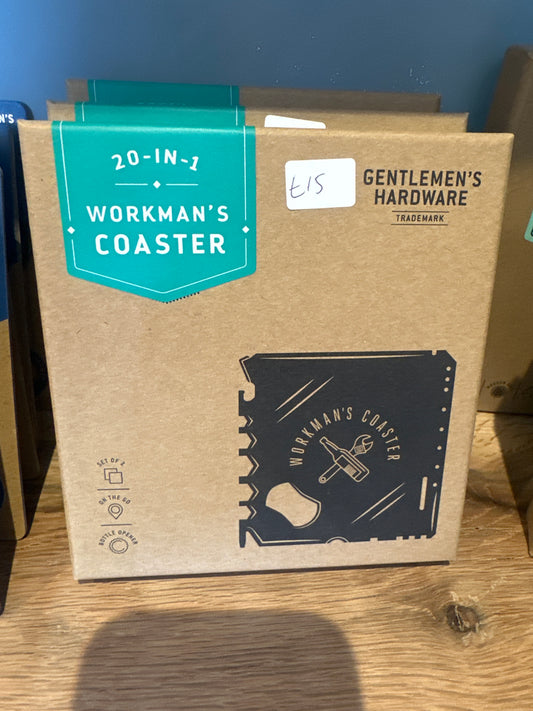 20-IN-1
WORKMAN'S
COASTER
£15
GENTLEMEN'S
HARDWARE
TRADEMARK
WORKMAN'S COASTER
SET OF 2
ON THE GO
BOTTLE OPENER
N'S